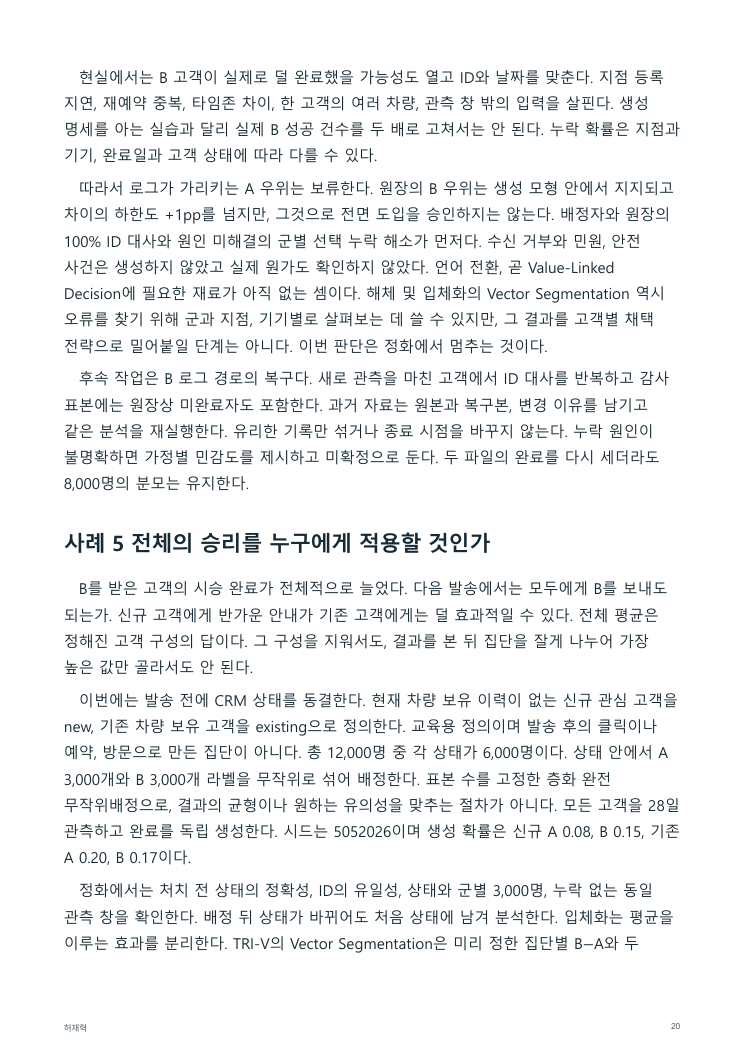 현실에서는 B 고객이 실제로 덜 완료했을 가능성도 열고 ID와 날짜를 맞춘다. 지점 등록
지연, 재예약 중복, 타임존 차이, 한 고객의 여러 차량, 관측 창 밖의 입력을 살핀다. 생성
명세를 아는 실습과 달리 실제 B 성공 건수를 두 배로 고쳐서는 안 된다. 누락 확률은 지점과
기기, 완료일과 고객 상태에 따라 다를 수 있다.
따라서 로그가 가리키는 A 우위는 보류한다. 원장의 B 우위는 생성 모형 안에서 지지되고
차이의 하한도 +1pp를 넘지만, 그것으로 전면 도입을 승인하지는 않는다. 배정자와 원장의
100% ID 대사와 원인 미해결의 군별 선택 누락 해소가 먼저다. 수신 거부와 민원, 안전
사건은 생성하지 않았고 실제 원가도 확인하지 않았다. 언어 전환, 곧 Value-Linked
Decision에 필요한 재료가 아직 없는 셈이다. 해체 및 입체화의 Vector Segmentation 역시
오류를 찾기 위해 군과 지점, 기기별로 살펴보는 데 쓸 수 있지만, 그 결과를 고객별 채택
전략으로 밀어붙일 단계는 아니다. 이번 판단은 정화에서 멈추는 것이다.
후속 작업은 B 로그 경로의 복구다. 새로 관측을 마친 고객에서 ID 대사를 반복하고 감사
표본에는 원장상 미완료자도 포함한다. 과거 자료는 원본과 복구본, 변경 이유를 남기고
같은 분석을 재실행한다. 유리한 기록만 섞거나 종료 시점을 바꾸지 않는다. 누락 원인이
불명확하면 가정별 민감도를 제시하고 미확정으로 둔다. 두 파일의 완료를 다시 세더라도
8,000명의 분모는 유지한다.
사례 5 전체의 승리를 누구에게 적용할 것인가
B를 받은 고객의 시승 완료가 전체적으로 늘었다. 다음 발송에서는 모두에게 B를 보내도
되는가. 신규 고객에게 반가운 안내가 기존 고객에게는 덜 효과적일 수 있다. 전체 평균은
정해진 고객 구성의 답이다. 그 구성을 지워서도, 결과를 본 뒤 집단을 잘게 나누어 가장
높은 값만 골라서도 안 된다.
이번에는 발송 전에 CRM 상태를 동결한다. 현재 차량 보유 이력이 없는 신규 관심 고객을
new, 기존 차량 보유 고객을 existing으로 정의한다. 교육용 정의이며 발송 후의 클릭이나
예약, 방문으로 만든 집단이 아니다. 총 12,000명 중 각 상태가 6,000명이다. 상태 안에서 A
3,000개와 B 3,000개 라벨을 무작위로 섞어 배정한다. 표본 수를 고정한 층화 완전
무작위배정으로, 결과의 균형이나 원하는 유의성을 맞추는 절차가 아니다. 모든 고객을 28일
관측하고 완료를 독립 생성한다. 시드는 5052026이며 생성 확률은 신규 A 0.08, B 0.15, 기존
A 0.20, B 0.17이다.
정화에서는 처치 전 상태의 정확성, ID의 유일성, 상태와 군별 3,000명, 누락 없는 동일
관측 창을 확인한다. 배정 뒤 상태가 바뀌어도 처음 상태에 남겨 분석한다. 입체화는 평균을
이루는 효과를 분리한다. TRI-V의 Vector Segmentation은 미리 정한 집단별 B−A와 두
허재혁
20